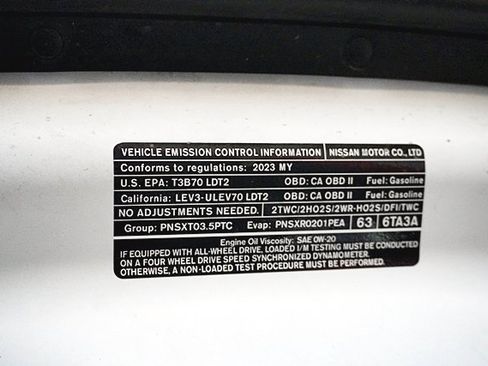 VEHICLE EMISSION CONTROL INFORMATION NISSAN MOTOR CO., LTD
Conforms to regulations: 2023 MY
U.S. EPA: T3B70 LDT2 OBD: CA OBD II Fuel: Gasoline
California: LEV3-ULEV70 LDT2 OBD: CA OBD II Fuel: Gasoline
NO ADJUSTMENTS NEEDED. 2TWC/2HO2S/2WR-HO2S/DFI/TWC
Group: PNSXT03.5PTC Evap: PNSXR0201PEA 63 6TA3A
Engine Oil Viscosity: SAE 0W-20
IF EQUIPPED WITH ALL-WHEEL DRIVE, LOADED I/M TESTING MUST BE CONDUCTED
ON A FOUR WHEEL DRIVE SPEED SYNCHRONIZED DYNAMOMETER.
OTHERWISE, A NON-LOADED TEST PROCEDURE MUST BE PERFORMED.